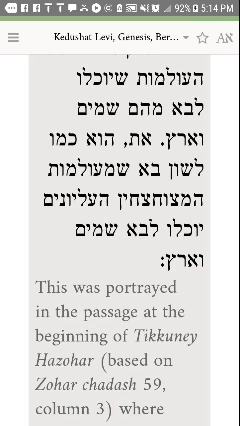 92% 5:14 PM
Kedushat Levi, Genesis, Ber...
Aא
העולמות שיוכלו
לבא מהם שמים
וארץ. את, הוא כמו
לשון בא שמעולמות
המצוחצחין העליונים
יוכלו לבא שמים
וארץ:
This was portrayed
in the passage at the
beginning of Tikkuney
Hazohar (based on
Zohar chadash 59,
column 3) where